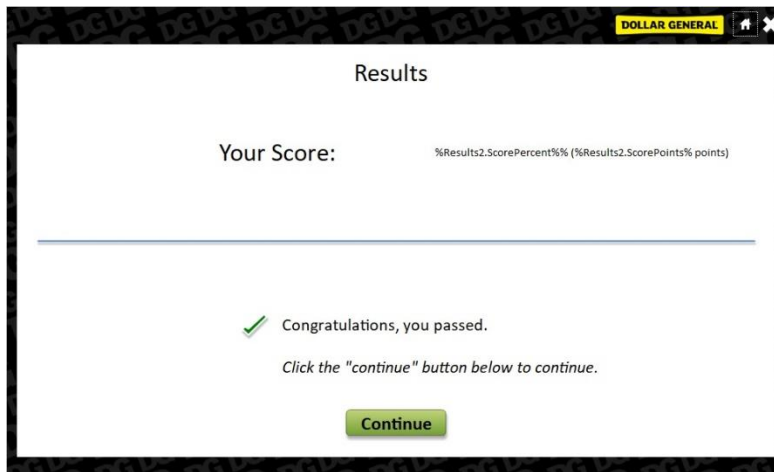 DOLLAR GENERAL
Results
Your Score:
%Results2.ScorePercent%% (%Results2.ScorePoints% points)
Congratulations, you passed.
Click the "continue" button below to continue.
Continue